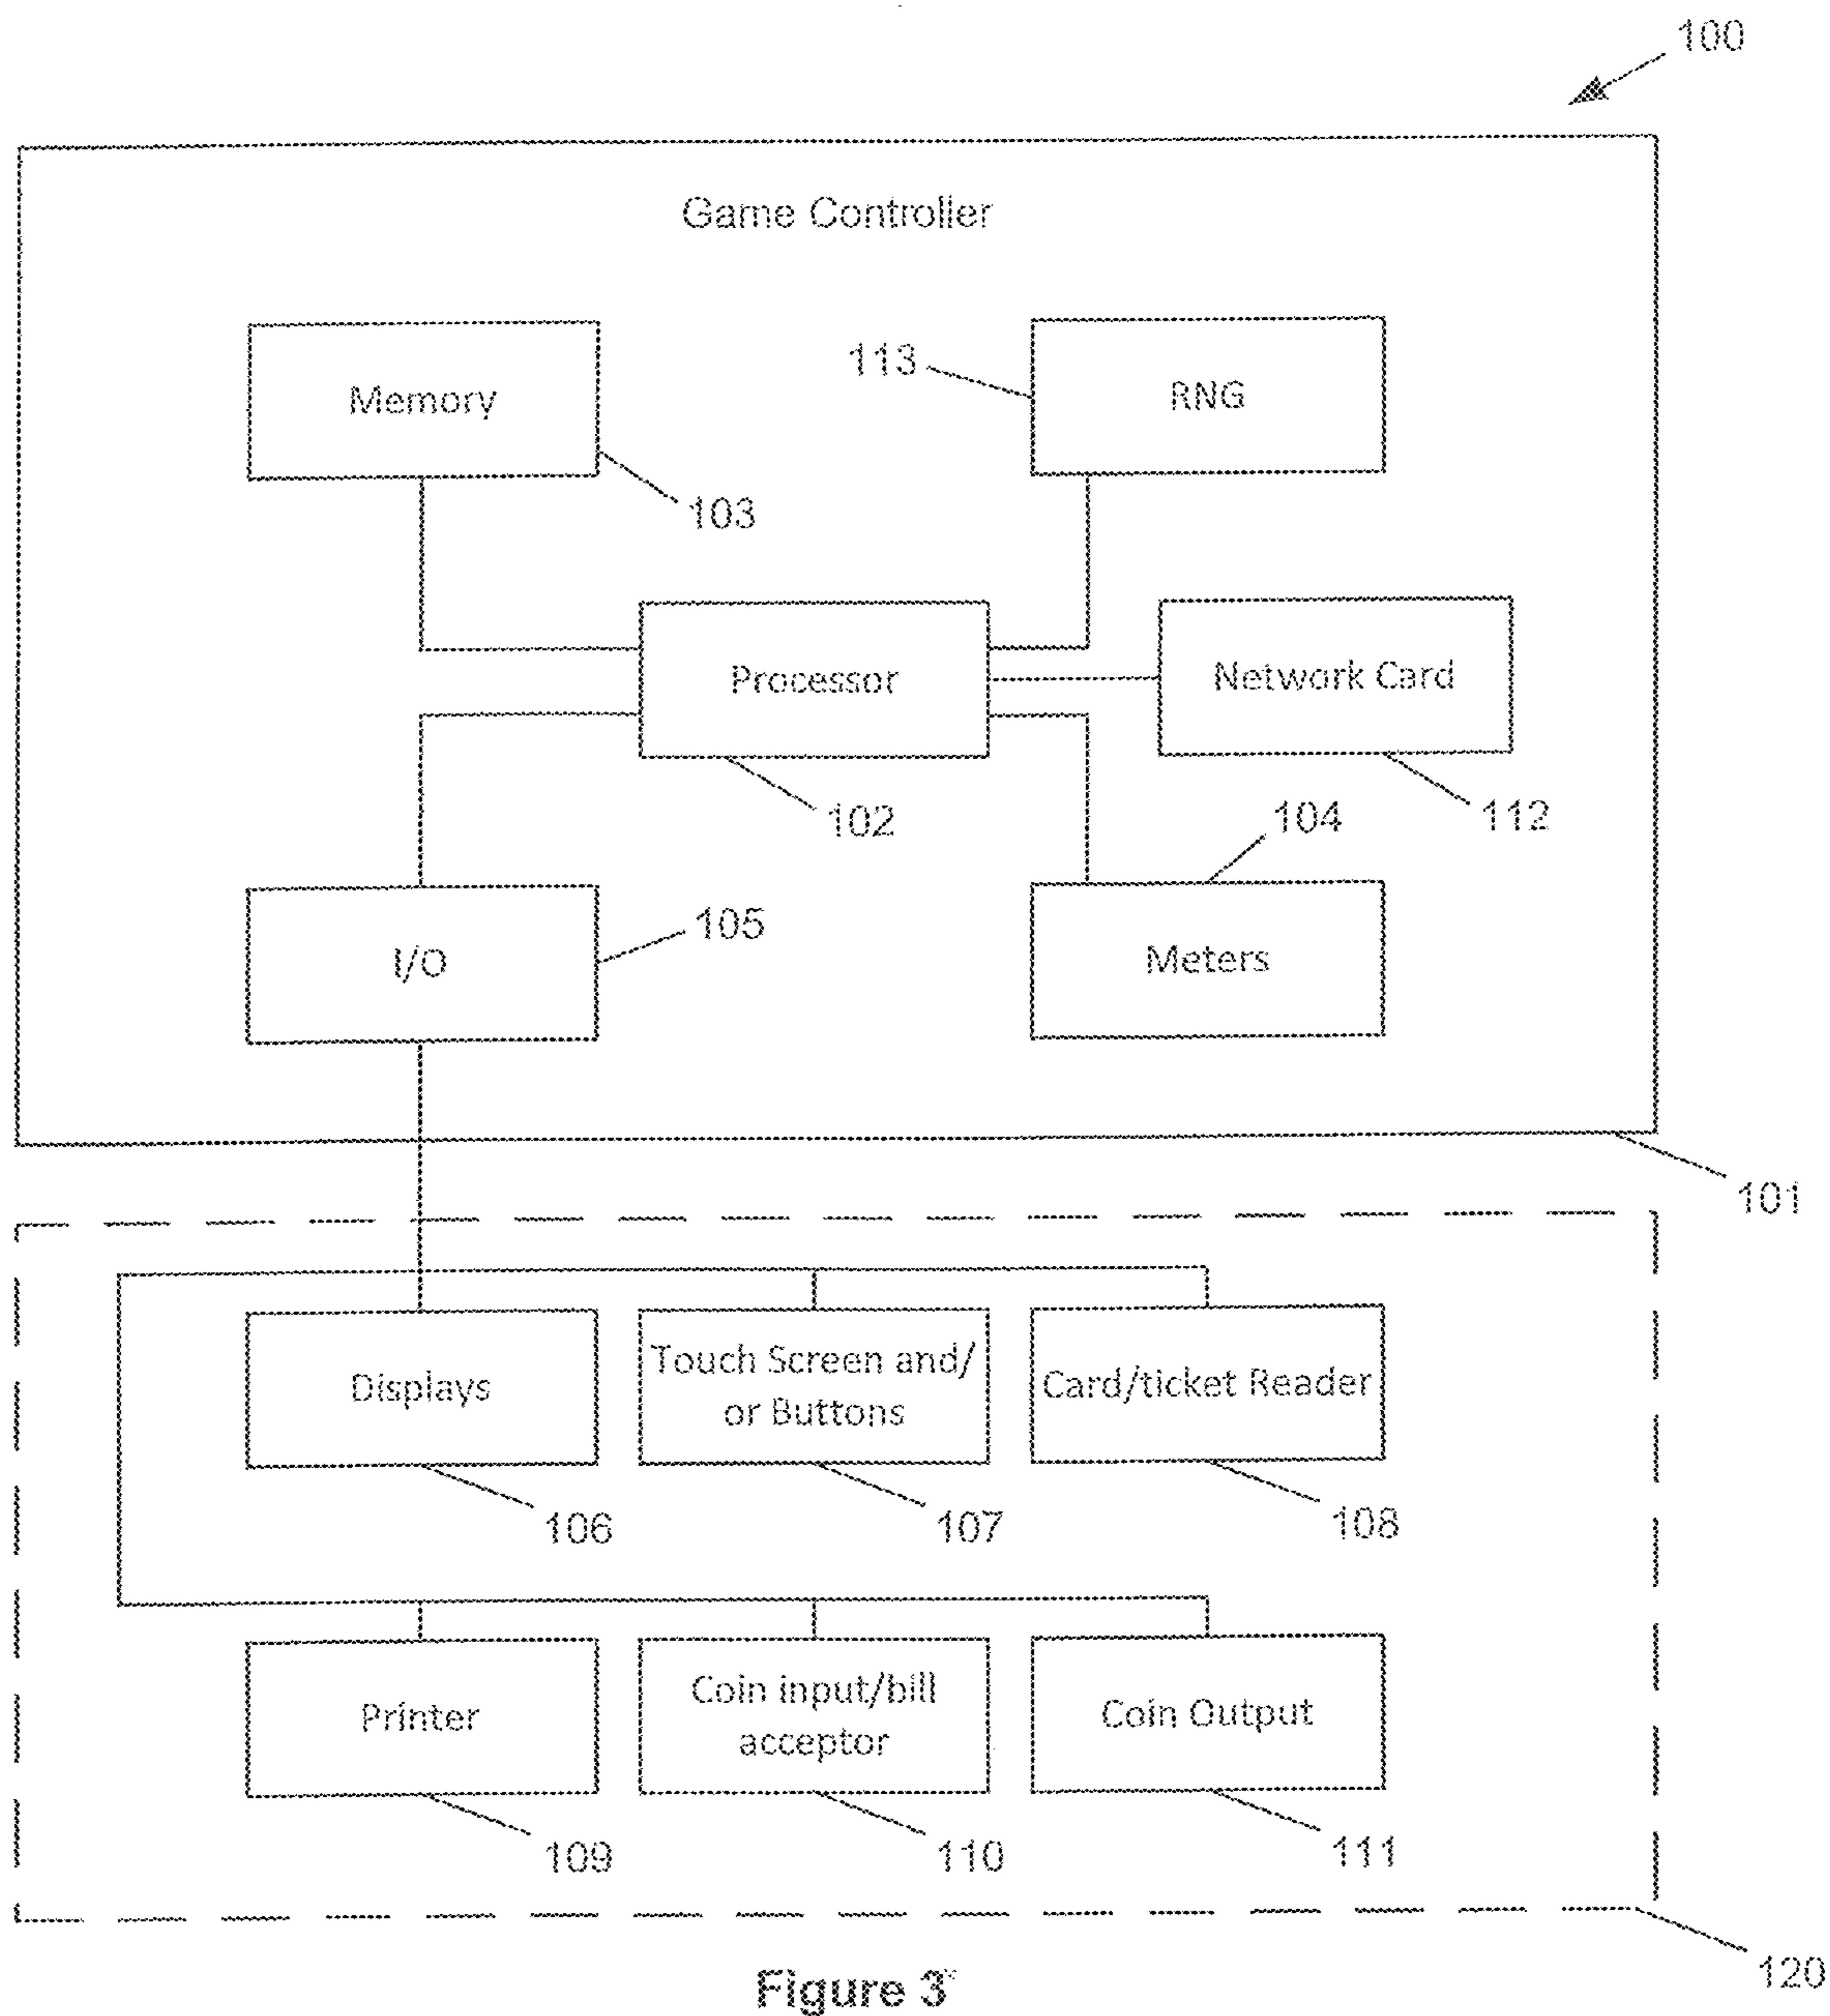 100
Game Controller
Memory
113
RNG
103
Processor
Network Card
102
104
112
I/O
105
Meters
101
Displays
Touch Screen and/
or Buttons
Card/ticket Reader
106
107
108
Printer
Coin input/bill
acceptor
Coin Output
109
110
111
120
Figure 3